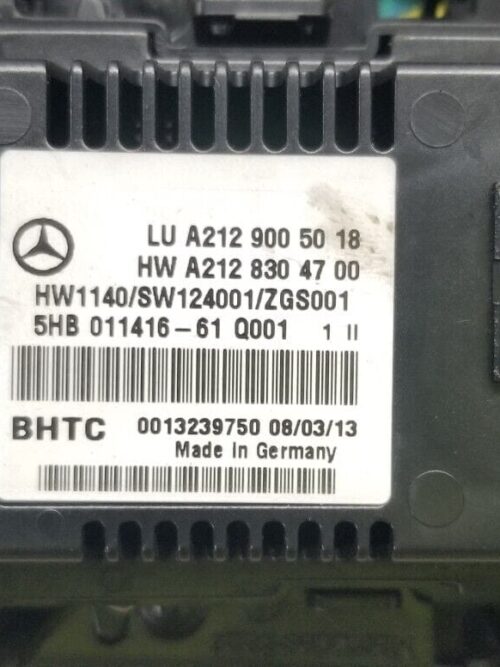 LU A212 900 50 18
HW A212 830 47 00
HW1140/SW124001/ZGS001
5HB 011416-61 Q001 1 II
BHTC 0013239750 08/03/13
Made In Germany